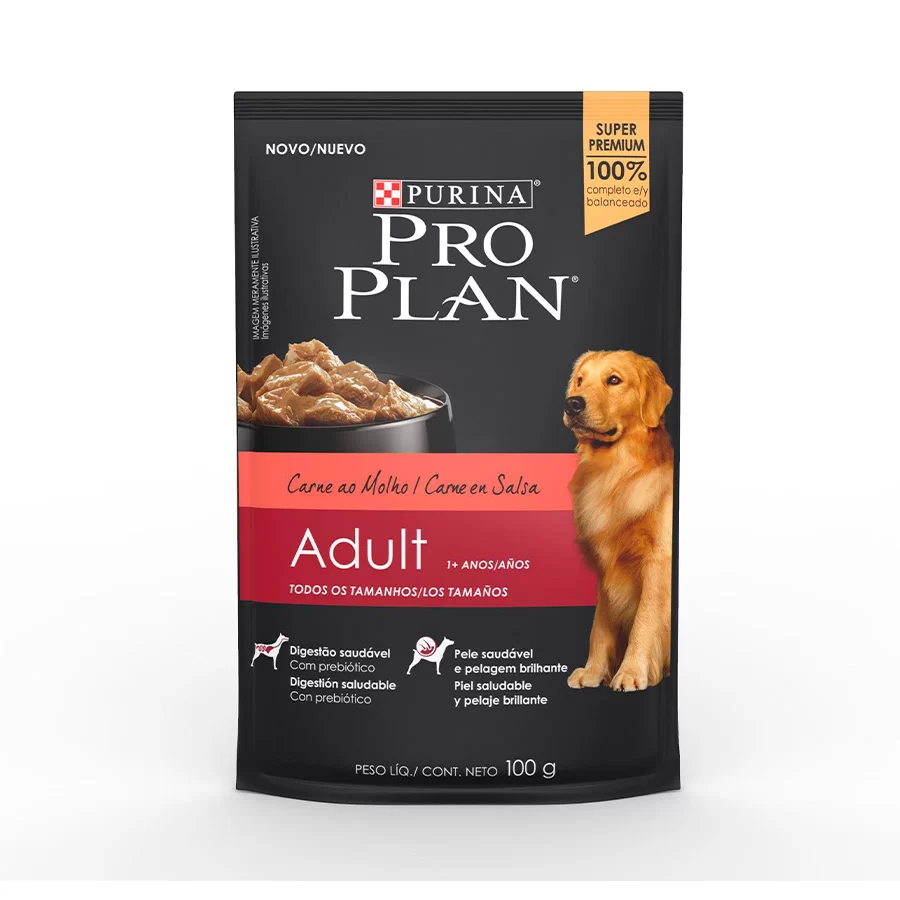 NOVO/NUEVO
SUPER
PREMIUM
100%
completo e/y
balanceado
PURINA®
PRO
PLAN®
IMAGEM MERAMENTE ILUSTRATIVA
Imágenes ilustrativas
Carne ao Molho / Carne en Salsa
Adult 1+ ANOS/AÑOS
TODOS OS TAMANHOS/LOS TAMAÑOS
Digestão saudável
Com prebiótico
Digestión saludable
Con prebiótico
Pele saudável
e pelagem brilhante
Piel saludable
y pelaje brillante
PESO LÍQ./ CONT. NETO 100 g